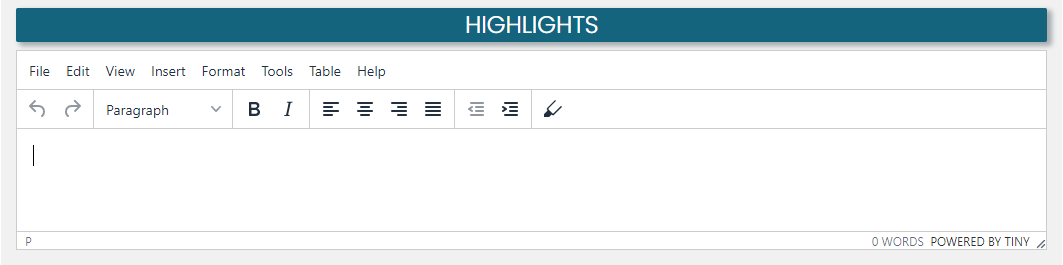 HIGHLIGHTS
File Edit View Insert Format Tools Table Help
Paragraph B I
P 0 WORDS POWERED BY TINY